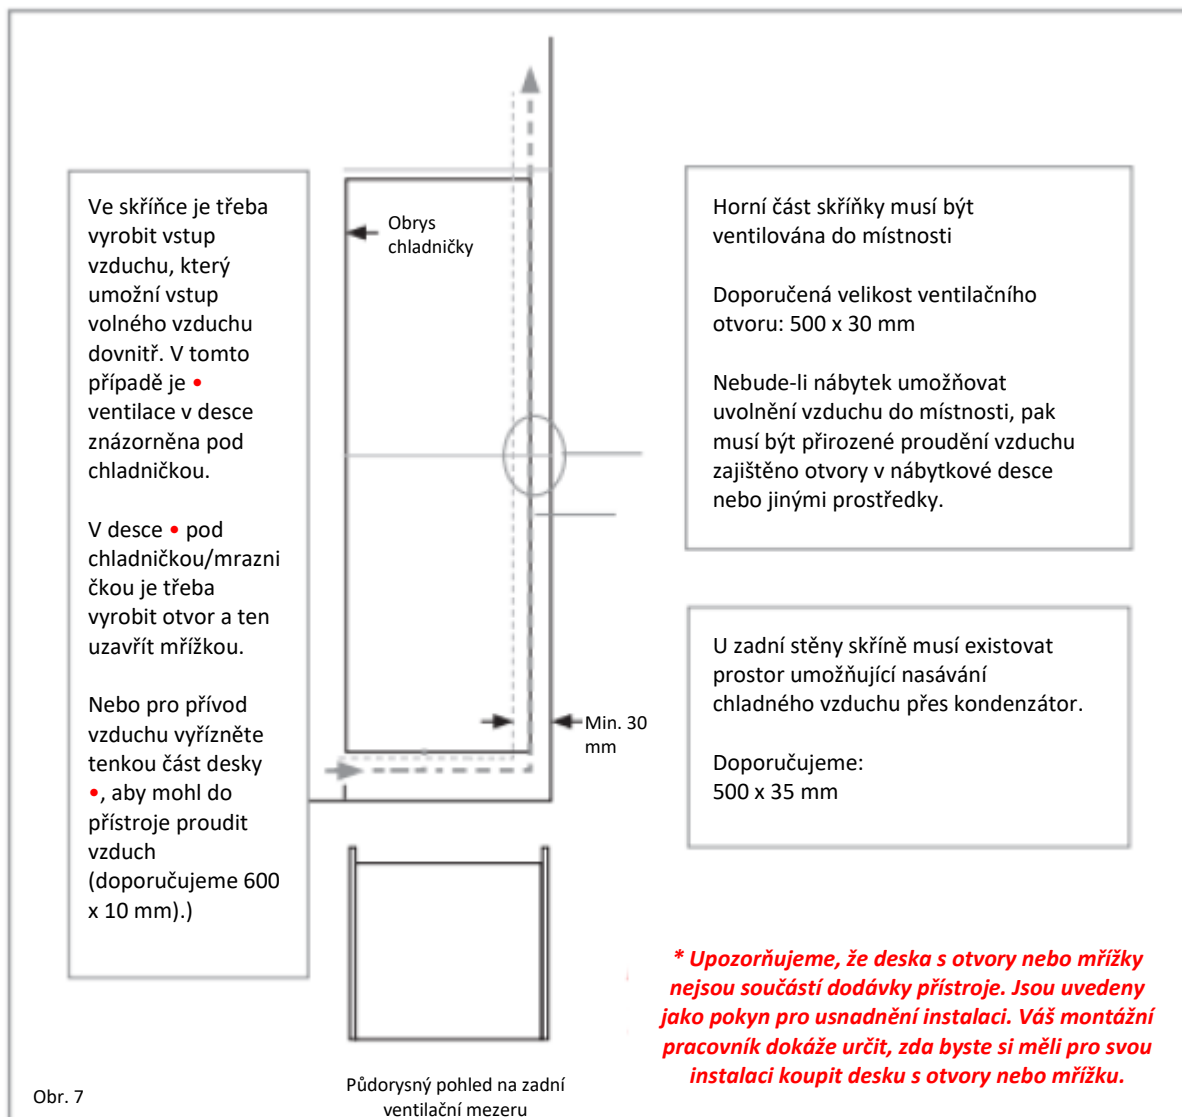 Ve skříňce je třeba
vyrobit vstup
vzduchu, který
umožní vstup
volného vzduchu
dovnitř. V tomto
případě je •
ventilace v desce
znázorněna pod
chladničkou.
V desce • pod
chladničkou/mrazni
čkou je třeba
vyrobit otvor a ten
uzavřít mřížkou.
Nebo pro přívod
vzduchu vyřízněte
tenkou část desky
•, aby mohl do
přístroje proudit
vzduch
(doporučujeme 600
x 10 mm).)
Obrys
chladničky
Min. 30
mm
Horní část skříňky musí být
ventilována do místnosti
Doporučená velikost ventilačního
otvoru: 500 x 30 mm
Nebude-li nábytek umožňovat
uvolnění vzduchu do místnosti, pak
musí být přirozené proudění vzduchu
zajištěno otvory v nábytkové desce
nebo jinými prostředky.
U zadní stěny skříně musí existovat
prostor umožňující nasávání
chladného vzduchu přes kondenzátor.
Doporučujeme:
500 x 35 mm
* Upozorňujeme, že deska s otvory nebo mřížky
nejsou součástí dodávky přístroje. Jsou uvedeny
jako pokyn pro usnadnění instalaci. Váš montážní
pracovník dokáže určit, zda byste si měli pro svou
instalaci koupit desku s otvory nebo mřížku.
Půdorysný pohled na zadní
ventilační mezeru
Obr. 7